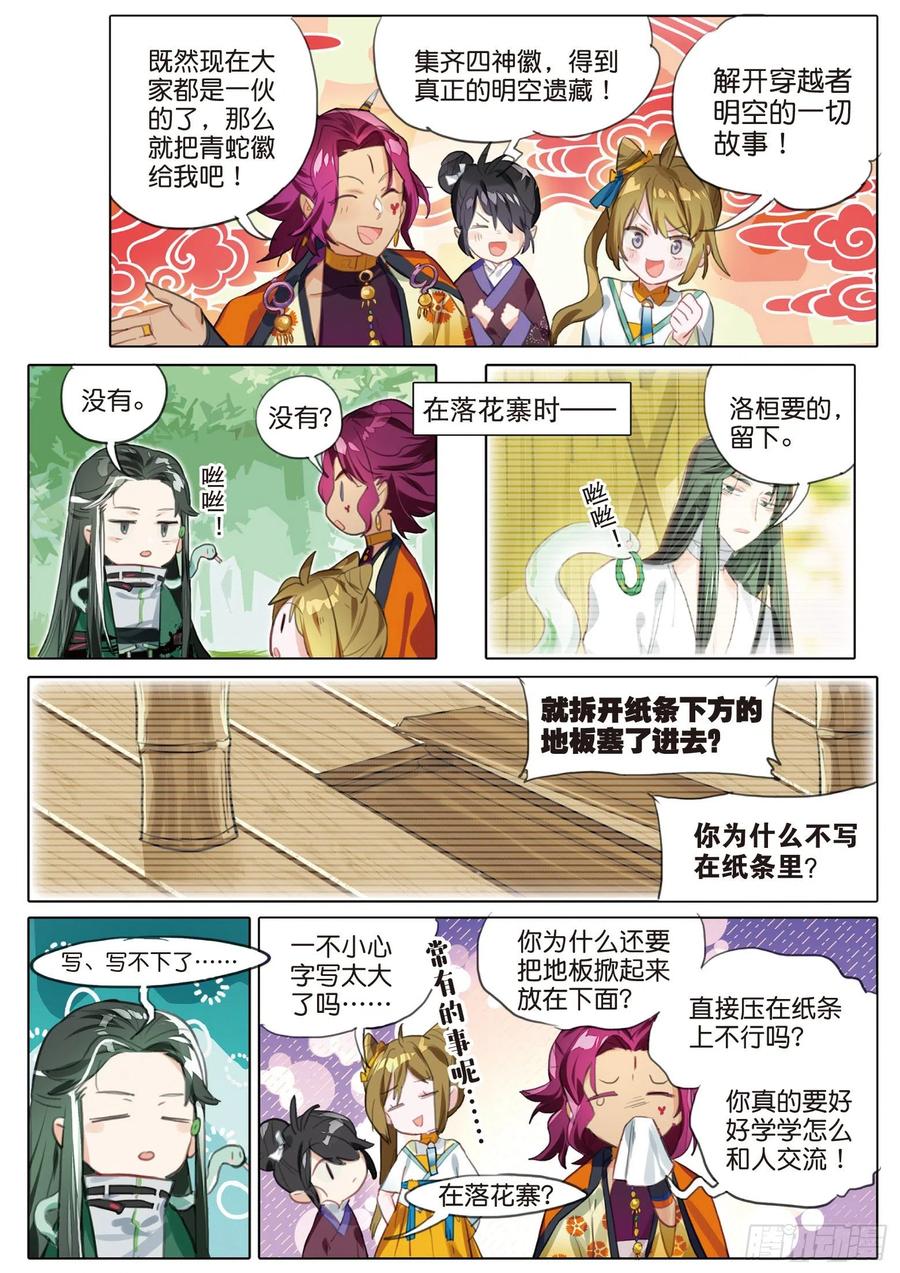 既然现在大
家都是一伙
的了，那么
就把青蛇徽
给我吧！
集齐四神徽，得到
真正的明空遗藏！
解开穿越者
明空的一切
故事！
没有。
咝
咝
！
没有？
在落花寨时——
洛桓要的，
留下。
咝
咝
！
就拆开纸条下方的
地板塞了进去？
你为什么不写
在纸条里？
写、写不下了……
一不小心
字写太大
了吗……
常有的事呢……
你为什么还要
把地板掀起来
放在下面？
直接压在纸条
上不行吗？
你真的要好
好学学怎么
和人交流！
在落花寨？
腾讯动漫